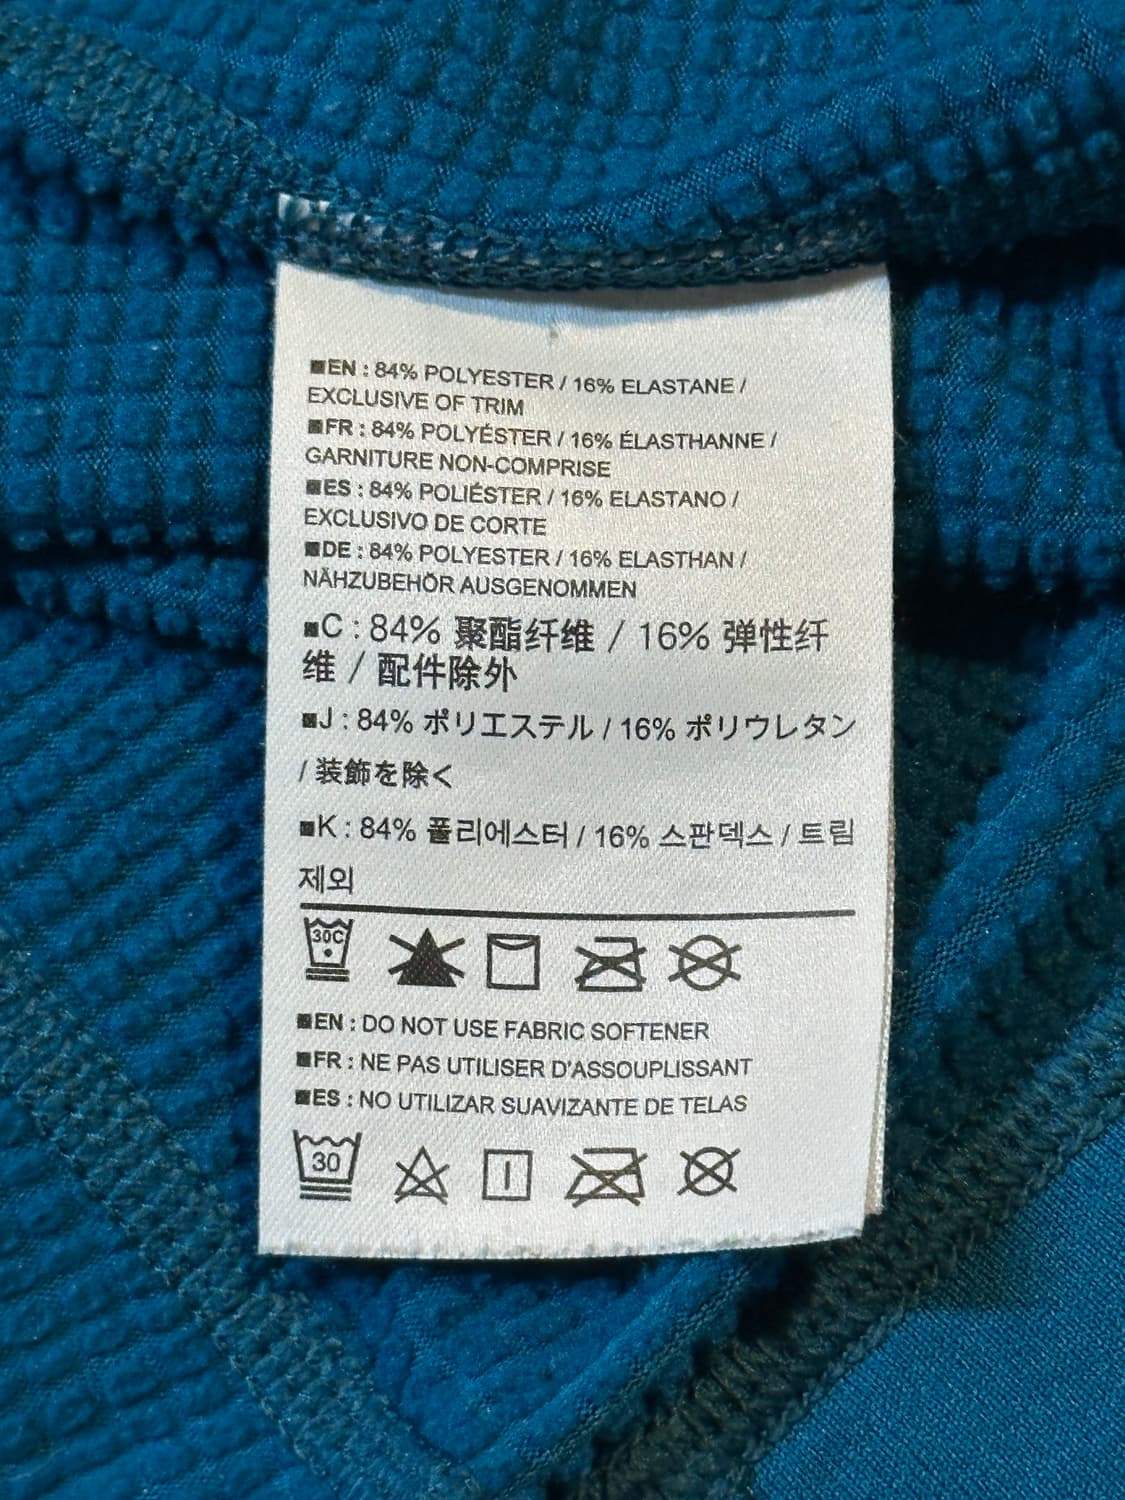 ■EN : 84% POLYESTER / 16% ELASTANE /
EXCLUSIVE OF TRIM
■FR : 84% POLYÉSTER / 16% ÉLASTHANNE /
GARNITURE NON-COMPRISE
■ES : 84% POLIÉSTER / 16% ELASTANO /
EXCLUSIVO DE CORTE
■DE : 84% POLYESTER / 16% ELASTHAN /
NÄHZUBEHÖR AUSGENOMMEN
■C : 84% 聚酯纤维 / 16% 弹性纤
维 / 配件除外
■J : 84% ポリエステル / 16% ポリウレタン
/ 装飾を除く
■K : 84% 폴리에스터 / 16% 스판덱스 / 트림
제외
30C
■EN : DO NOT USE FABRIC SOFTENER
■FR : NE PAS UTILISER D'ASSOUPLISSANT
■ES : NO UTILIZAR SUAVIZANTE DE TELAS
30